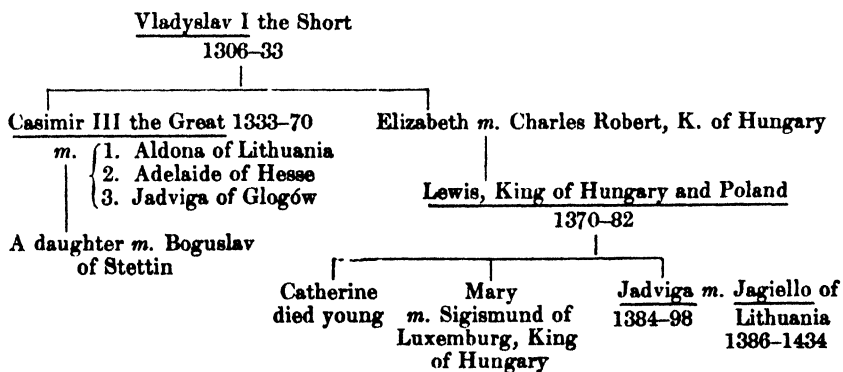 Vladyslav I the Short
1306–33
Casimir III the Great 1333–70
m. 1. Aldona of Lithuania
2. Adelaide of Hesse
3. Jadviga of Glogów
A daughter m. Boguslav
of Stettin
Elizabeth m. Charles Robert, K. of Hungary
Lewis, King of Hungary and Poland
1370–82
Catherine
died young
Mary
m. Sigismund of
Luxemburg, King
of Hungary
Jadviga m. Jagiello of
1384–98 Lithuania
1386–1434